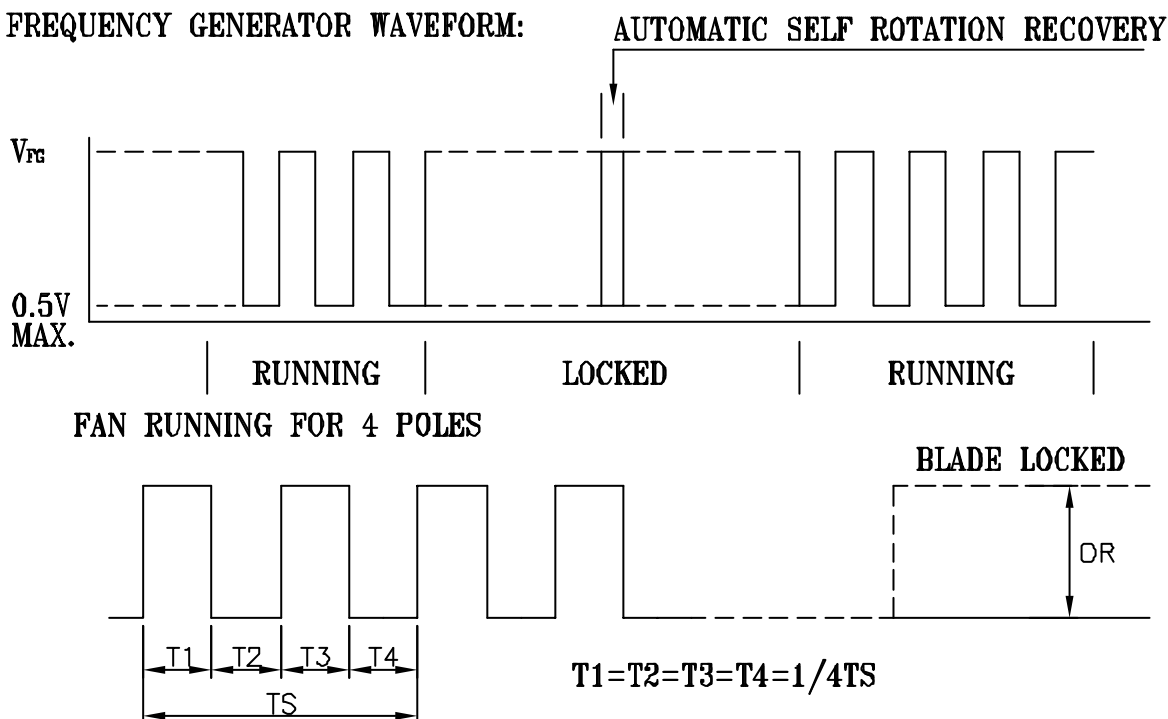 FREQUENCY GENERATOR WAVEFORM:
AUTOMATIC SELF ROTATION RECOVERY
VFG
0.5V
MAX.
RUNNING
LOCKED
RUNNING
FAN RUNNING FOR 4 POLES
BLADE LOCKED
OR
T1
T2
T3
T4
T1=T2=T3=T4=1/4TS
TS